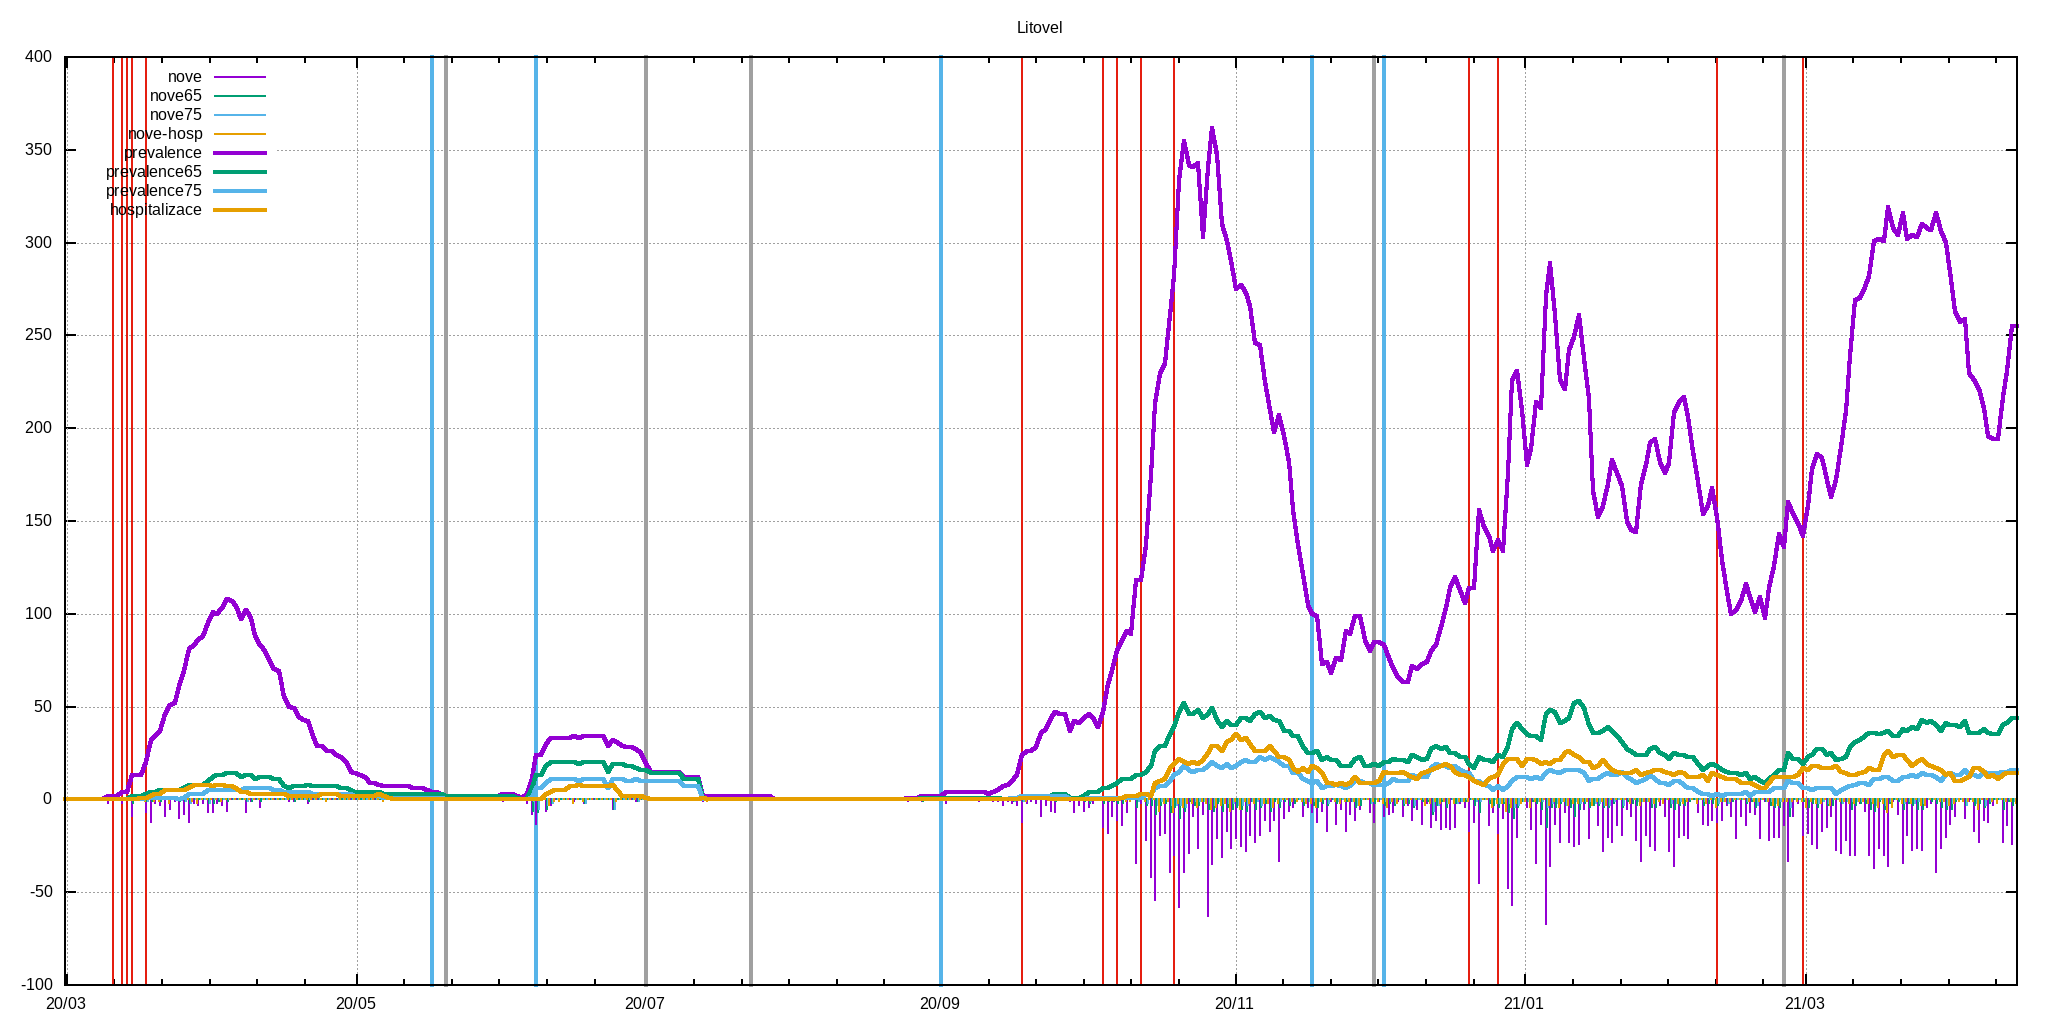 Litovel
400
350
300
250
200
150
100
50
0
-50
-100
nove
nove65
nove75
nove-hosp
prevalence
prevalence65
prevalence75
hospitalizace
20/03 20/05 20/07 20/09 20/11 21/01 21/03